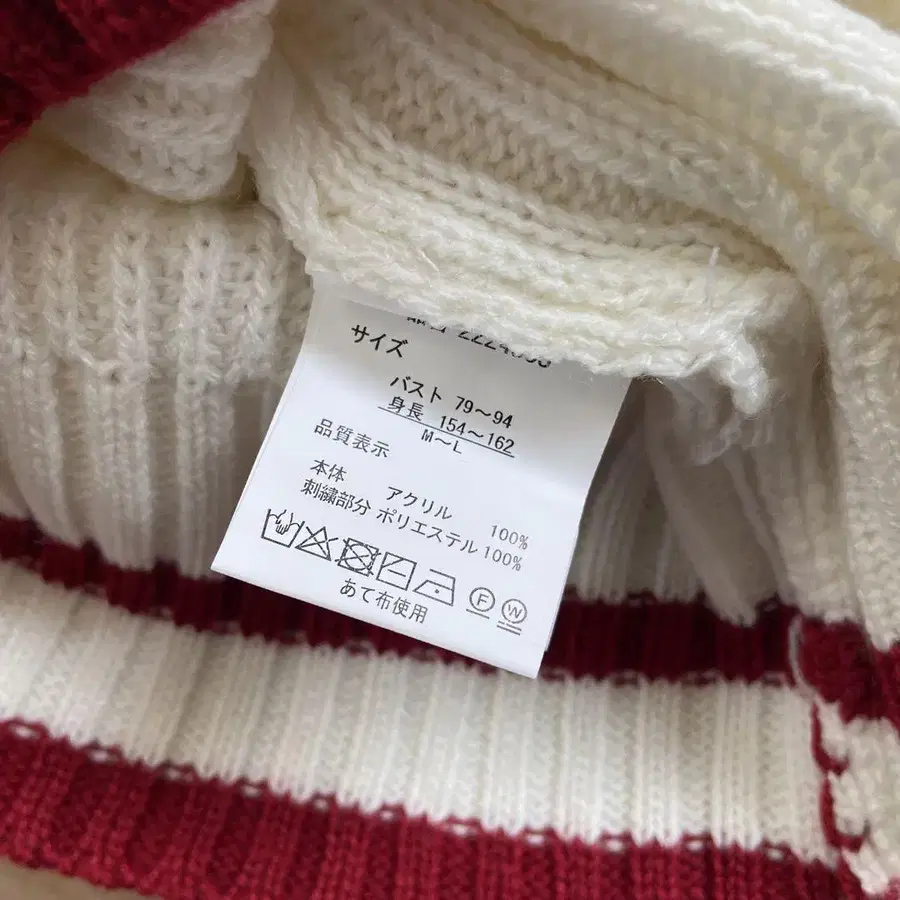 サイズ
バスト 79～94
身長 154～162
M～L
品質表示
本体 アクリル 100%
刺繍部分 ポリエステル 100%
F W
あて布使用